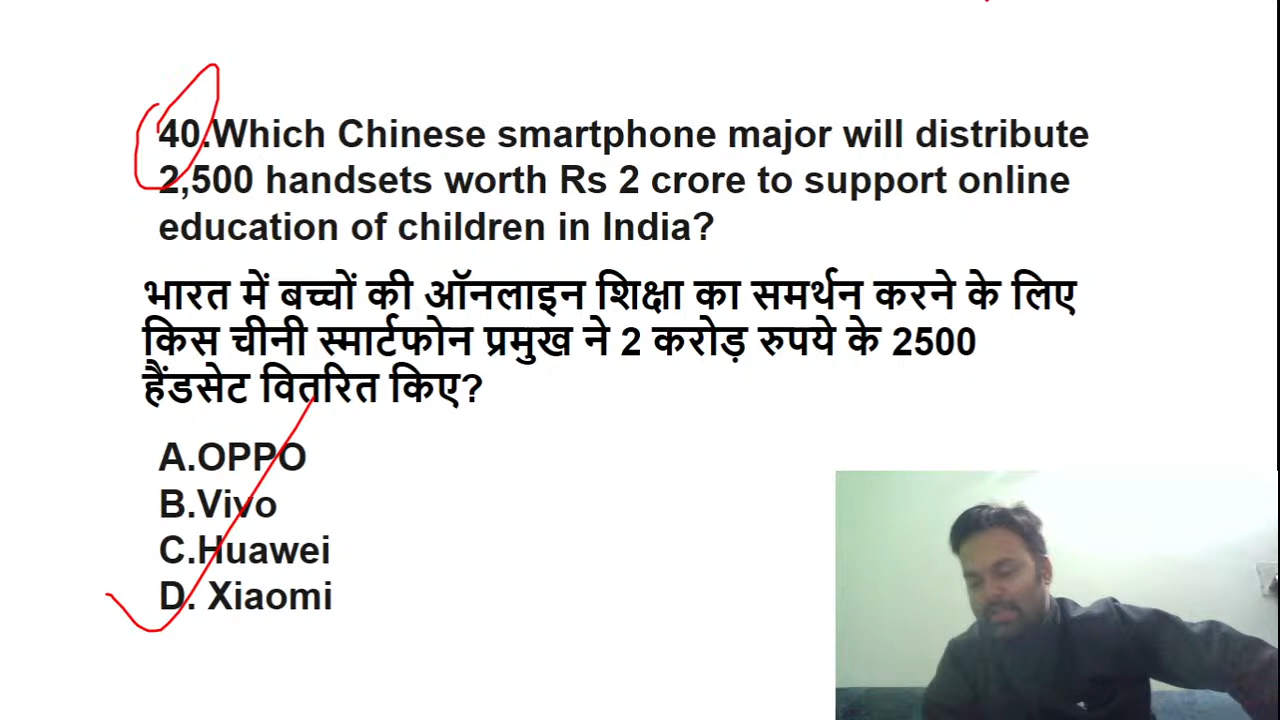 40.Which Chinese smartphone major will distribute
2,500 handsets worth Rs 2 crore to support online
education of children in India?
भारत में बच्चों की ऑनलाइन शिक्षा का समर्थन करने के लिए
किस चीनी स्मार्टफोन प्रमुख ने 2 करोड़ रुपये के 2500
हैंडसेट वितरित किए?
A.OPPO
B.Vivo
C.Huawei
D. Xiaomi